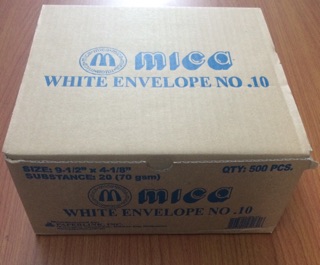 mica
WHITE ENVELOPE NO .10
SIZE: 9-1/2" x 4-1/8"
SUBSTANCE: 20 (70 gsm)
QTY: 500 PCS.
mica
WHITE ENVELOPE NO .10